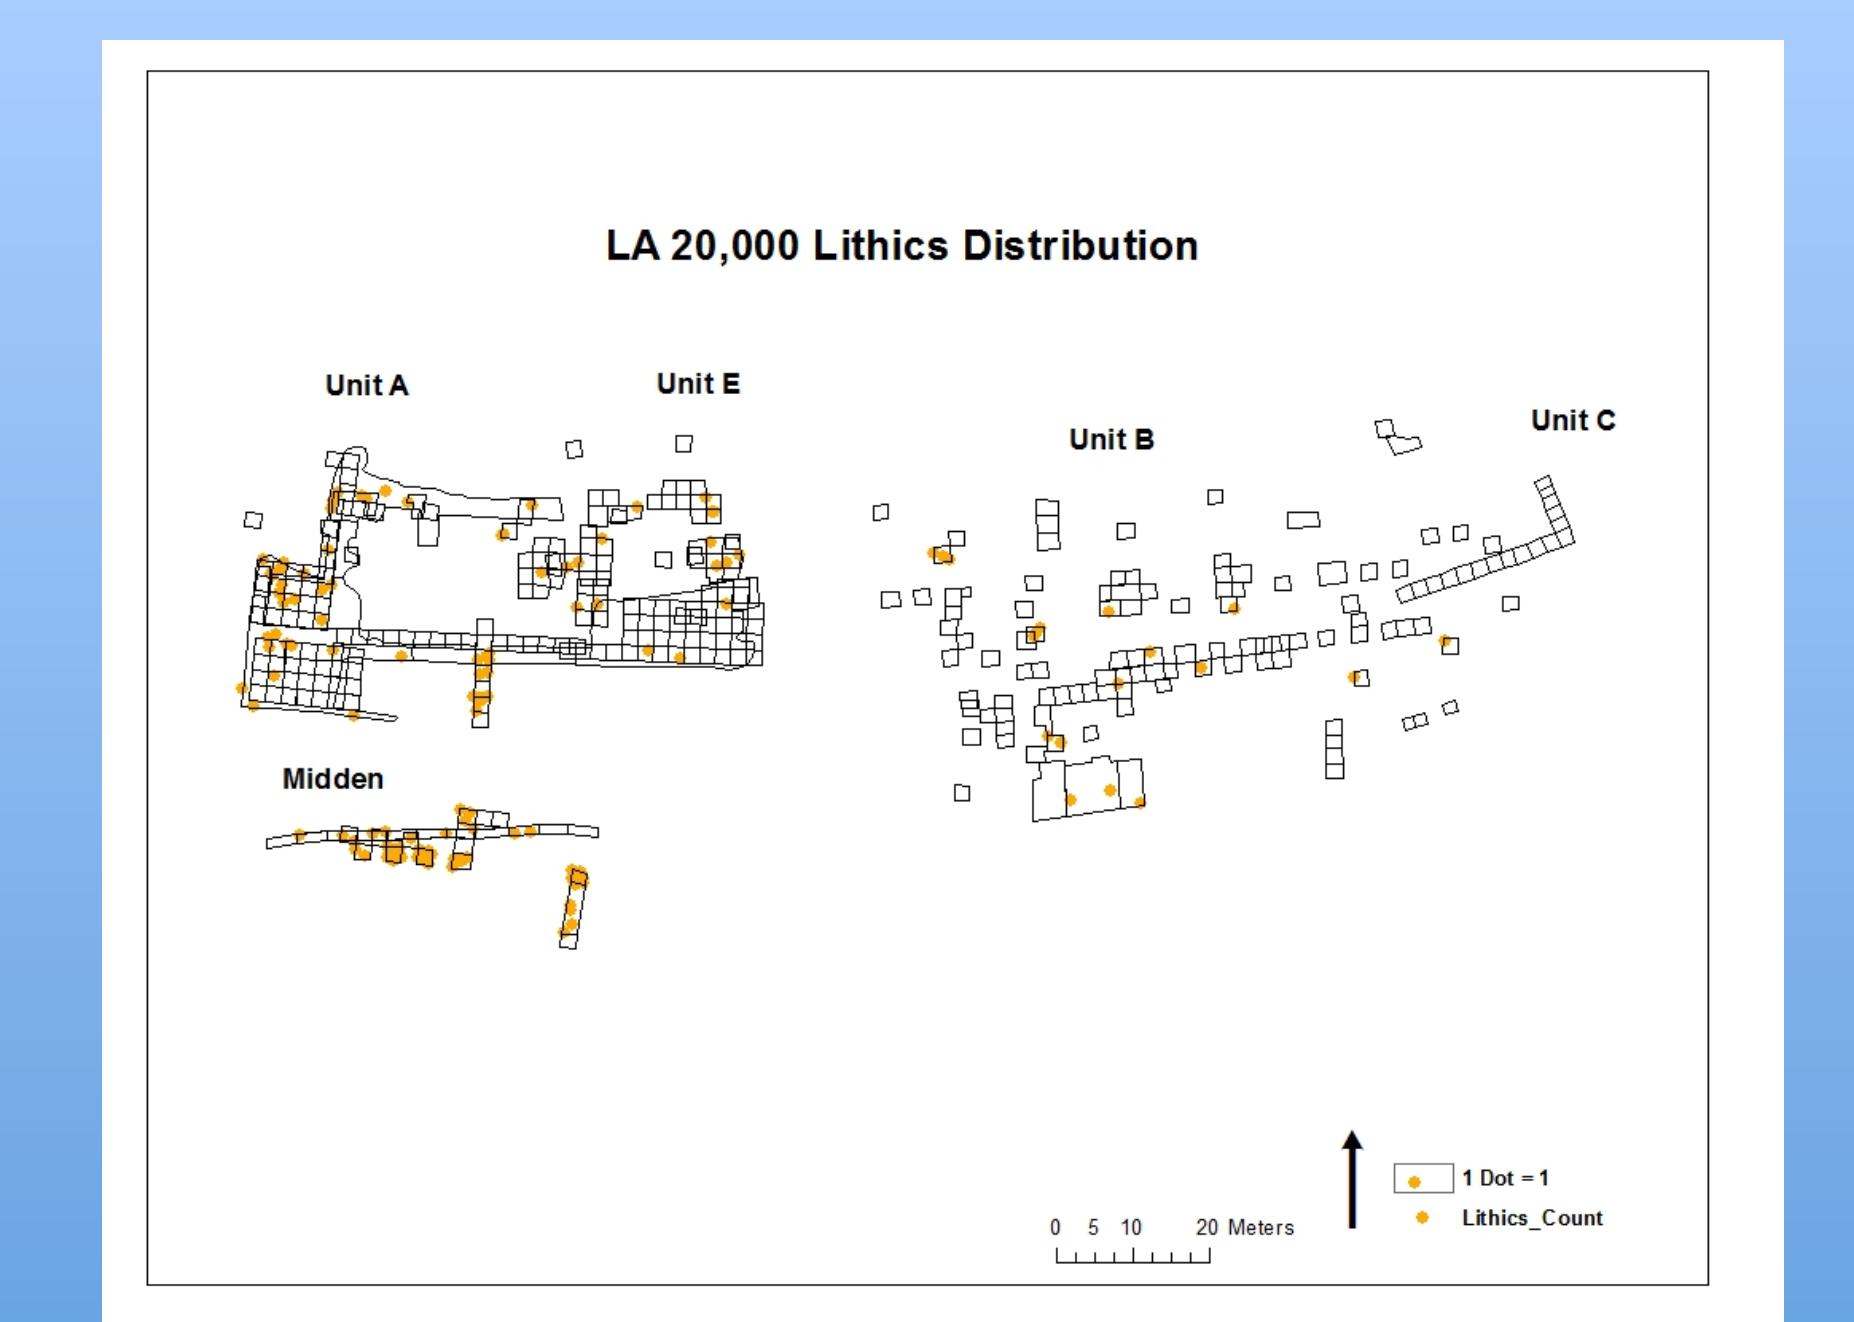 LA 20,000 Lithics Distribution
Unit A
Unit E
Unit B
Unit C
Midden
1 Dot = 1
Lithics_Count
0 5 10 20 Meters